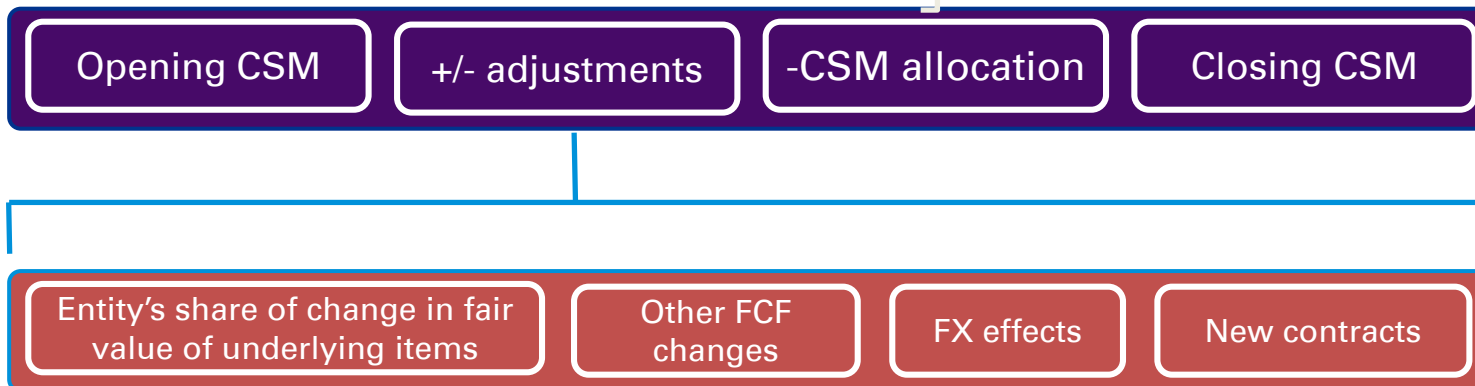 Opening CSM
+/- adjustments
-CSM allocation
Closing CSM
Entity's share of change in fair
value of underlying items
Other FCF
changes
FX effects
New contracts